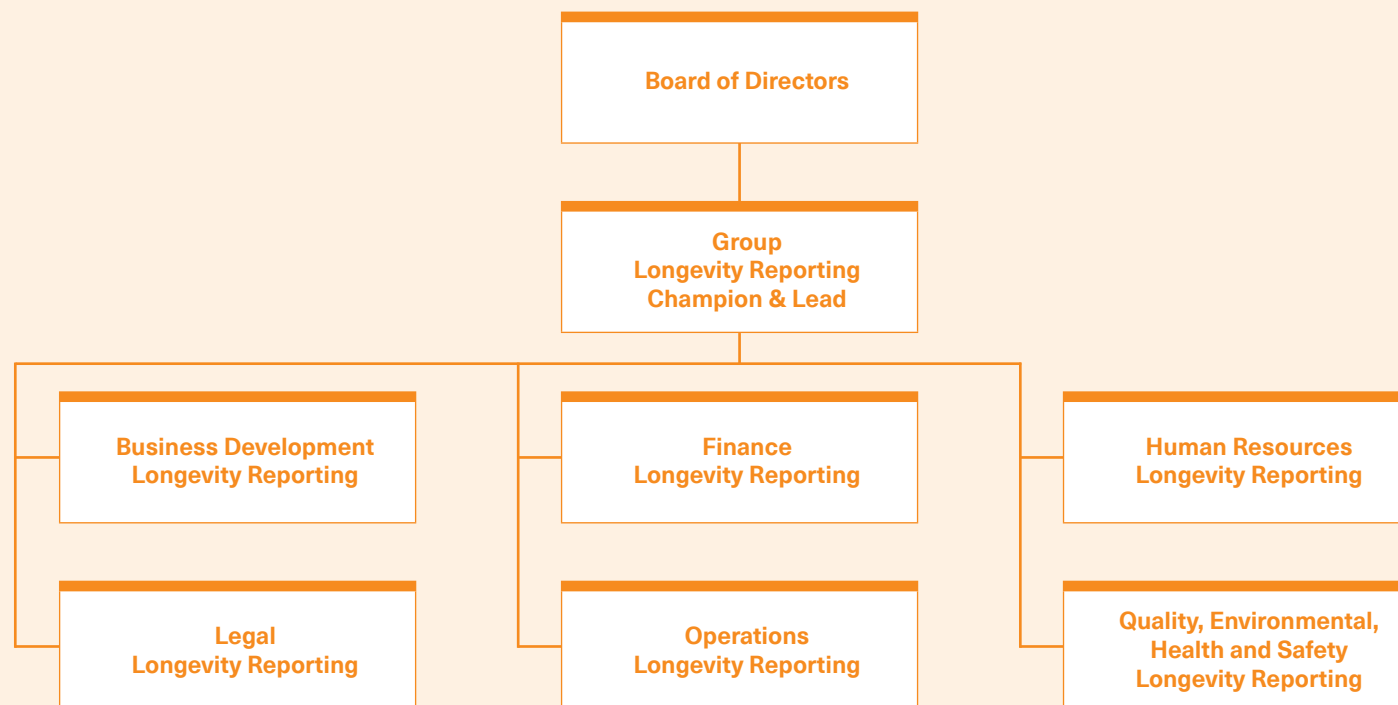 Board of Directors
Group
Longevity Reporting
Champion & Lead
Business Development
Longevity Reporting
Finance
Longevity Reporting
Human Resources
Longevity Reporting
Legal
Longevity Reporting
Operations
Longevity Reporting
Quality, Environmental,
Health and Safety
Longevity Reporting